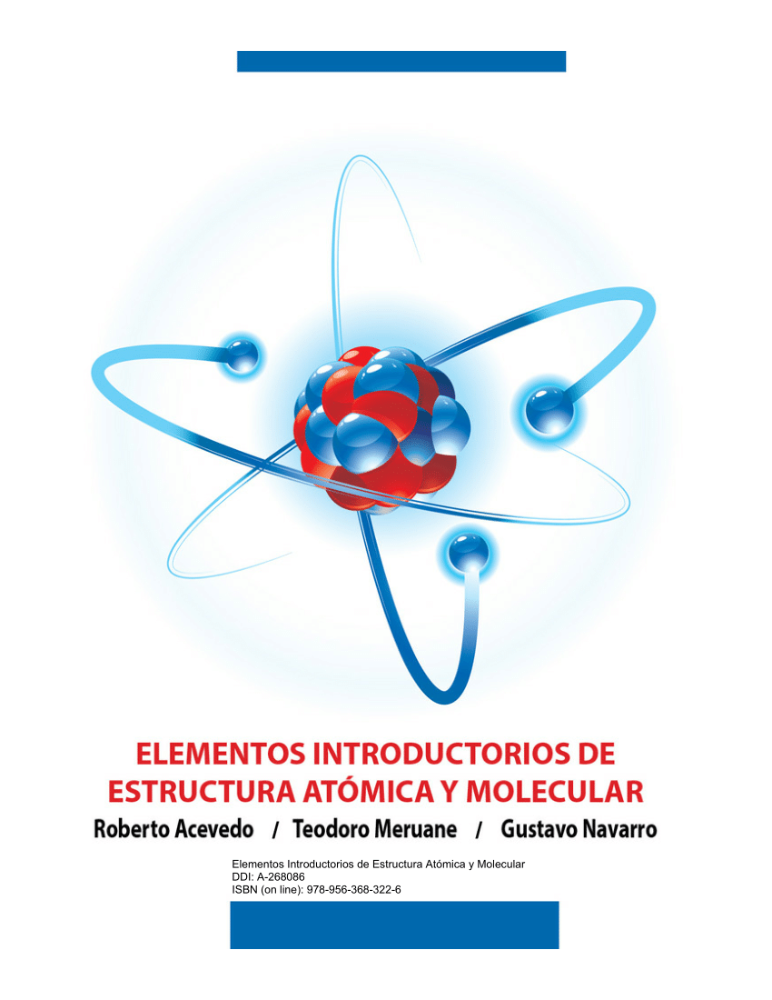 ELEMENTOS INTRODUCTORIOS DE
ESTRUCTURA ATÓMICA Y MOLECULAR
Roberto Acevedo / Teodoro Meruane / Gustavo Navarro
Elementos Introductorios de Estructura Atómica y Molecular
DDI: A-268086
ISBN (on line): 978-956-368-322-6